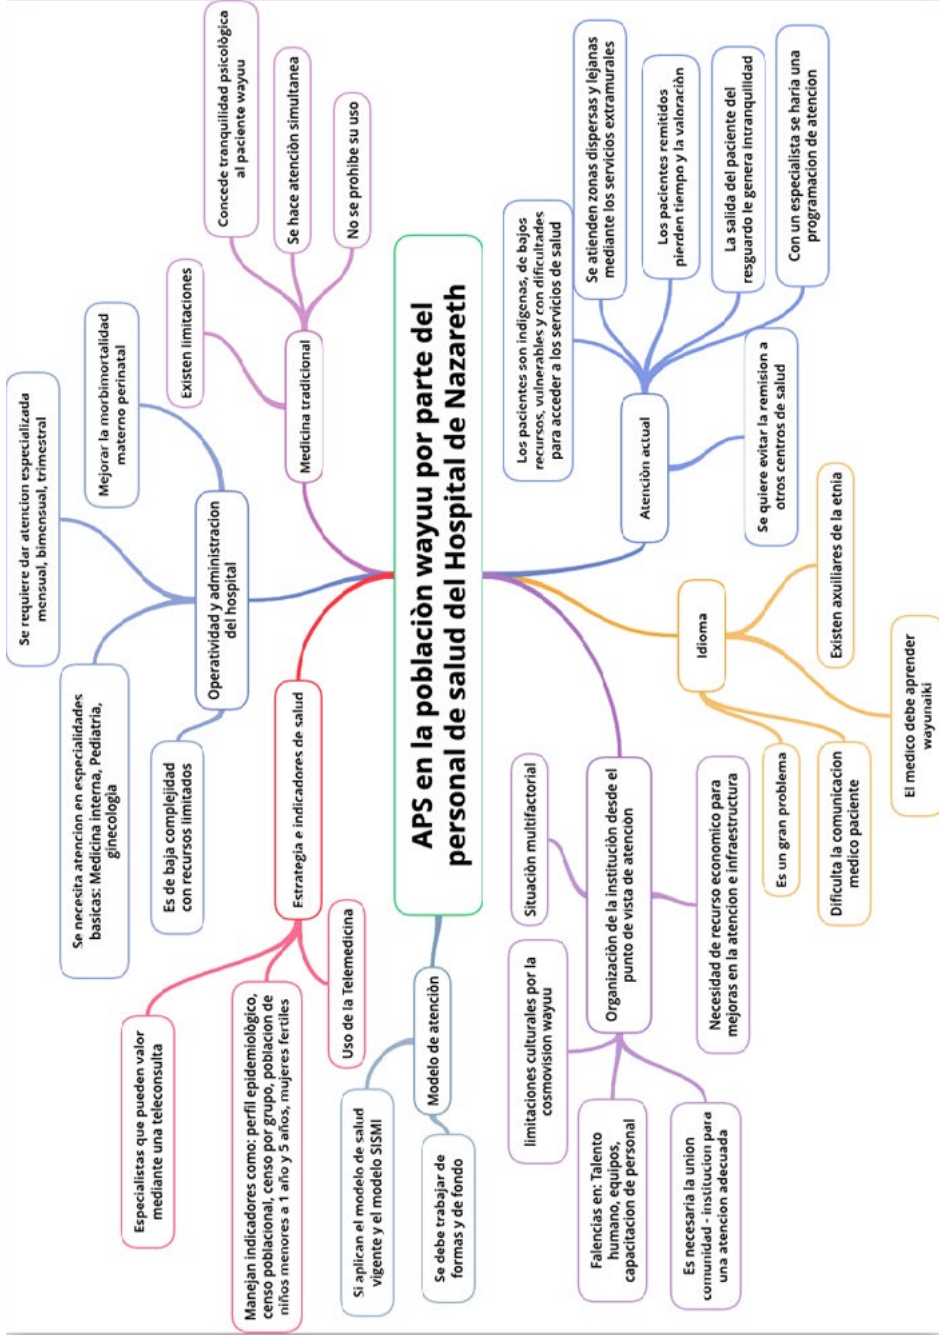 APS en la poblaciòn wayuu por parte del
personal de salud del Hospital de Nazareth
Medicina tradicional
Existen limitaciones
Concede tranquilidad psicològica
al paciente wayuu
Se hace atenciòn simultanea
No se prohibe su uso
Operatividad y administracion
del hospital
Mejorar la morbimortalidad
materno perinatal
Se requiere dar atencion especializada
mensual, bimensual, trimestral
Se necesita atencion en especialidades
basicas: Medicina interna, Pediatria,
ginecologìa
Es de baja complejidad
con recursos limitados
Estrategia e indicadores de salud
Especialistas que pueden valor
mediante una teleconsulta
Manejan indicadores como: perfil epidemiològico,
censo poblacional, censo por grupo, poblacion de
niños menores a 1 año y 5 años, mujeres fertiles
Uso de la Telemedicina
Modelo de atenciòn
Si aplican el modelo de salud
vigente y el modelo SISMI
Se debe trabajar de
formas y de fondo
Atenciòn actual
Los pacientes son indigenas, de bajos
recursos, vulnerables y con dificultades
para acceder a los servicios de salud
Se atienden zonas dispersas y lejanas
mediante los servicios extramurales
Los pacientes remitidos
pierden tiempo y la valoraciòn
La salida del paciente del
resguardo le genera intranquilidad
Con un especialista se haria una
programacion de atencion
Se quiere evitar la remision a
otros centros de salud
Idioma
Existen axuiliares de la etnia
El medico debe aprender
wayunaiki
Dificulta la comunicacion
medico paciente
Es un gran problema
Organizaciòn de la instituciòn desde el
punto de vista de atenciòn
Situaciòn multifactorial
Necesidad de recurso economico para
mejoras en la atencion e infraestructura
limitaciones culturales por la
cosmovision wayuu
Falencias en: Talento
humano, equipos,
capacitacion de personal
Es necesaria la union
comunidad - institucion para
una atencion adecuada